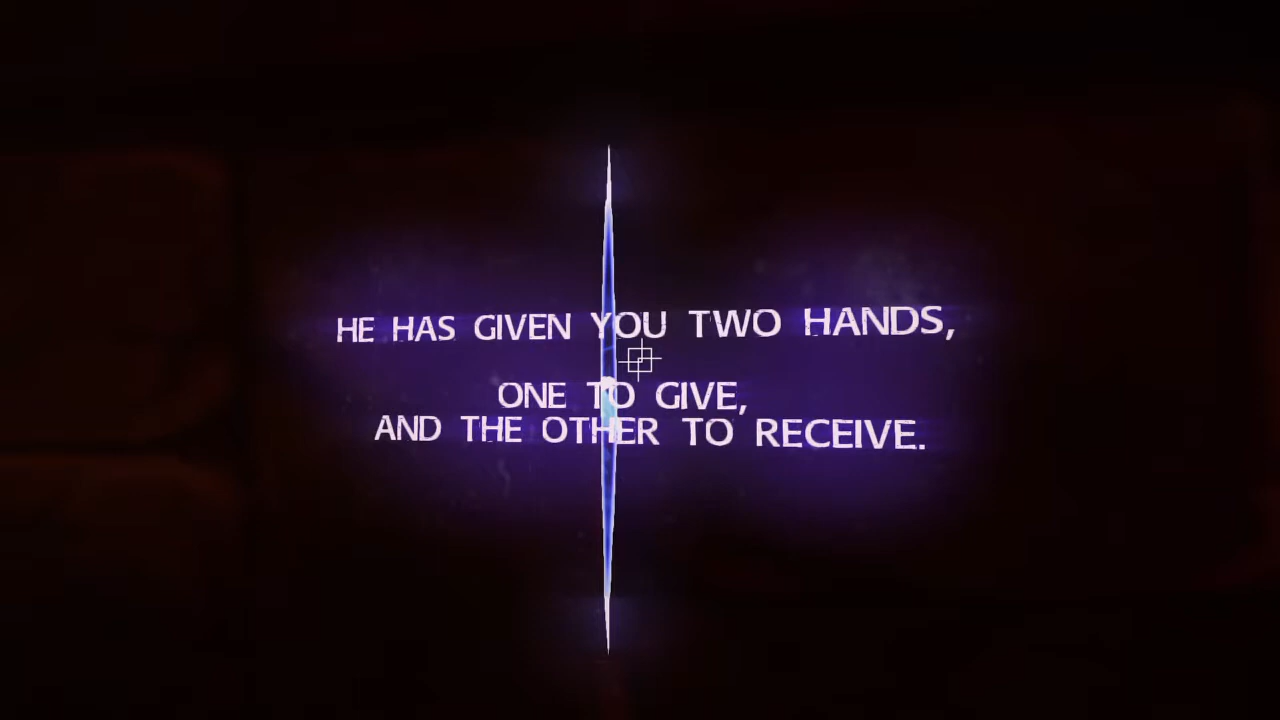 HE HAS GIVEN YOU TWO HANDS,
ONE TO GIVE,
AND THE OTHER TO RECEIVE.